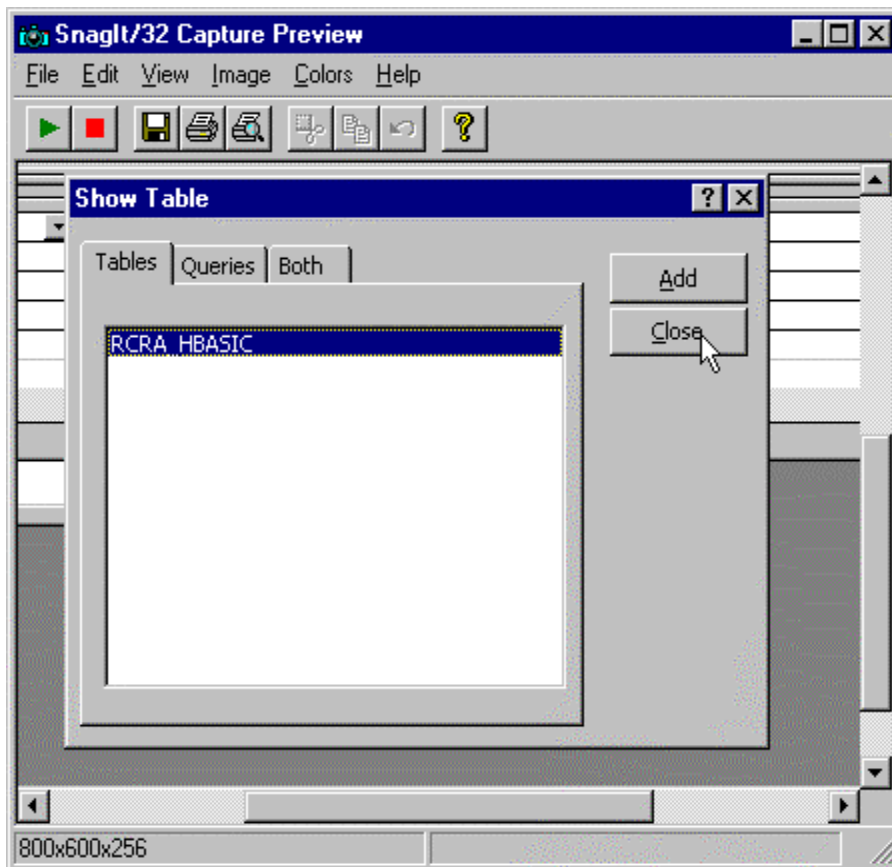 SnagIt/32 Capture Preview
File Edit View Image Colors Help
Show Table
Tables Queries Both
Add
RCRA_HBASIC
Close
800x600x256